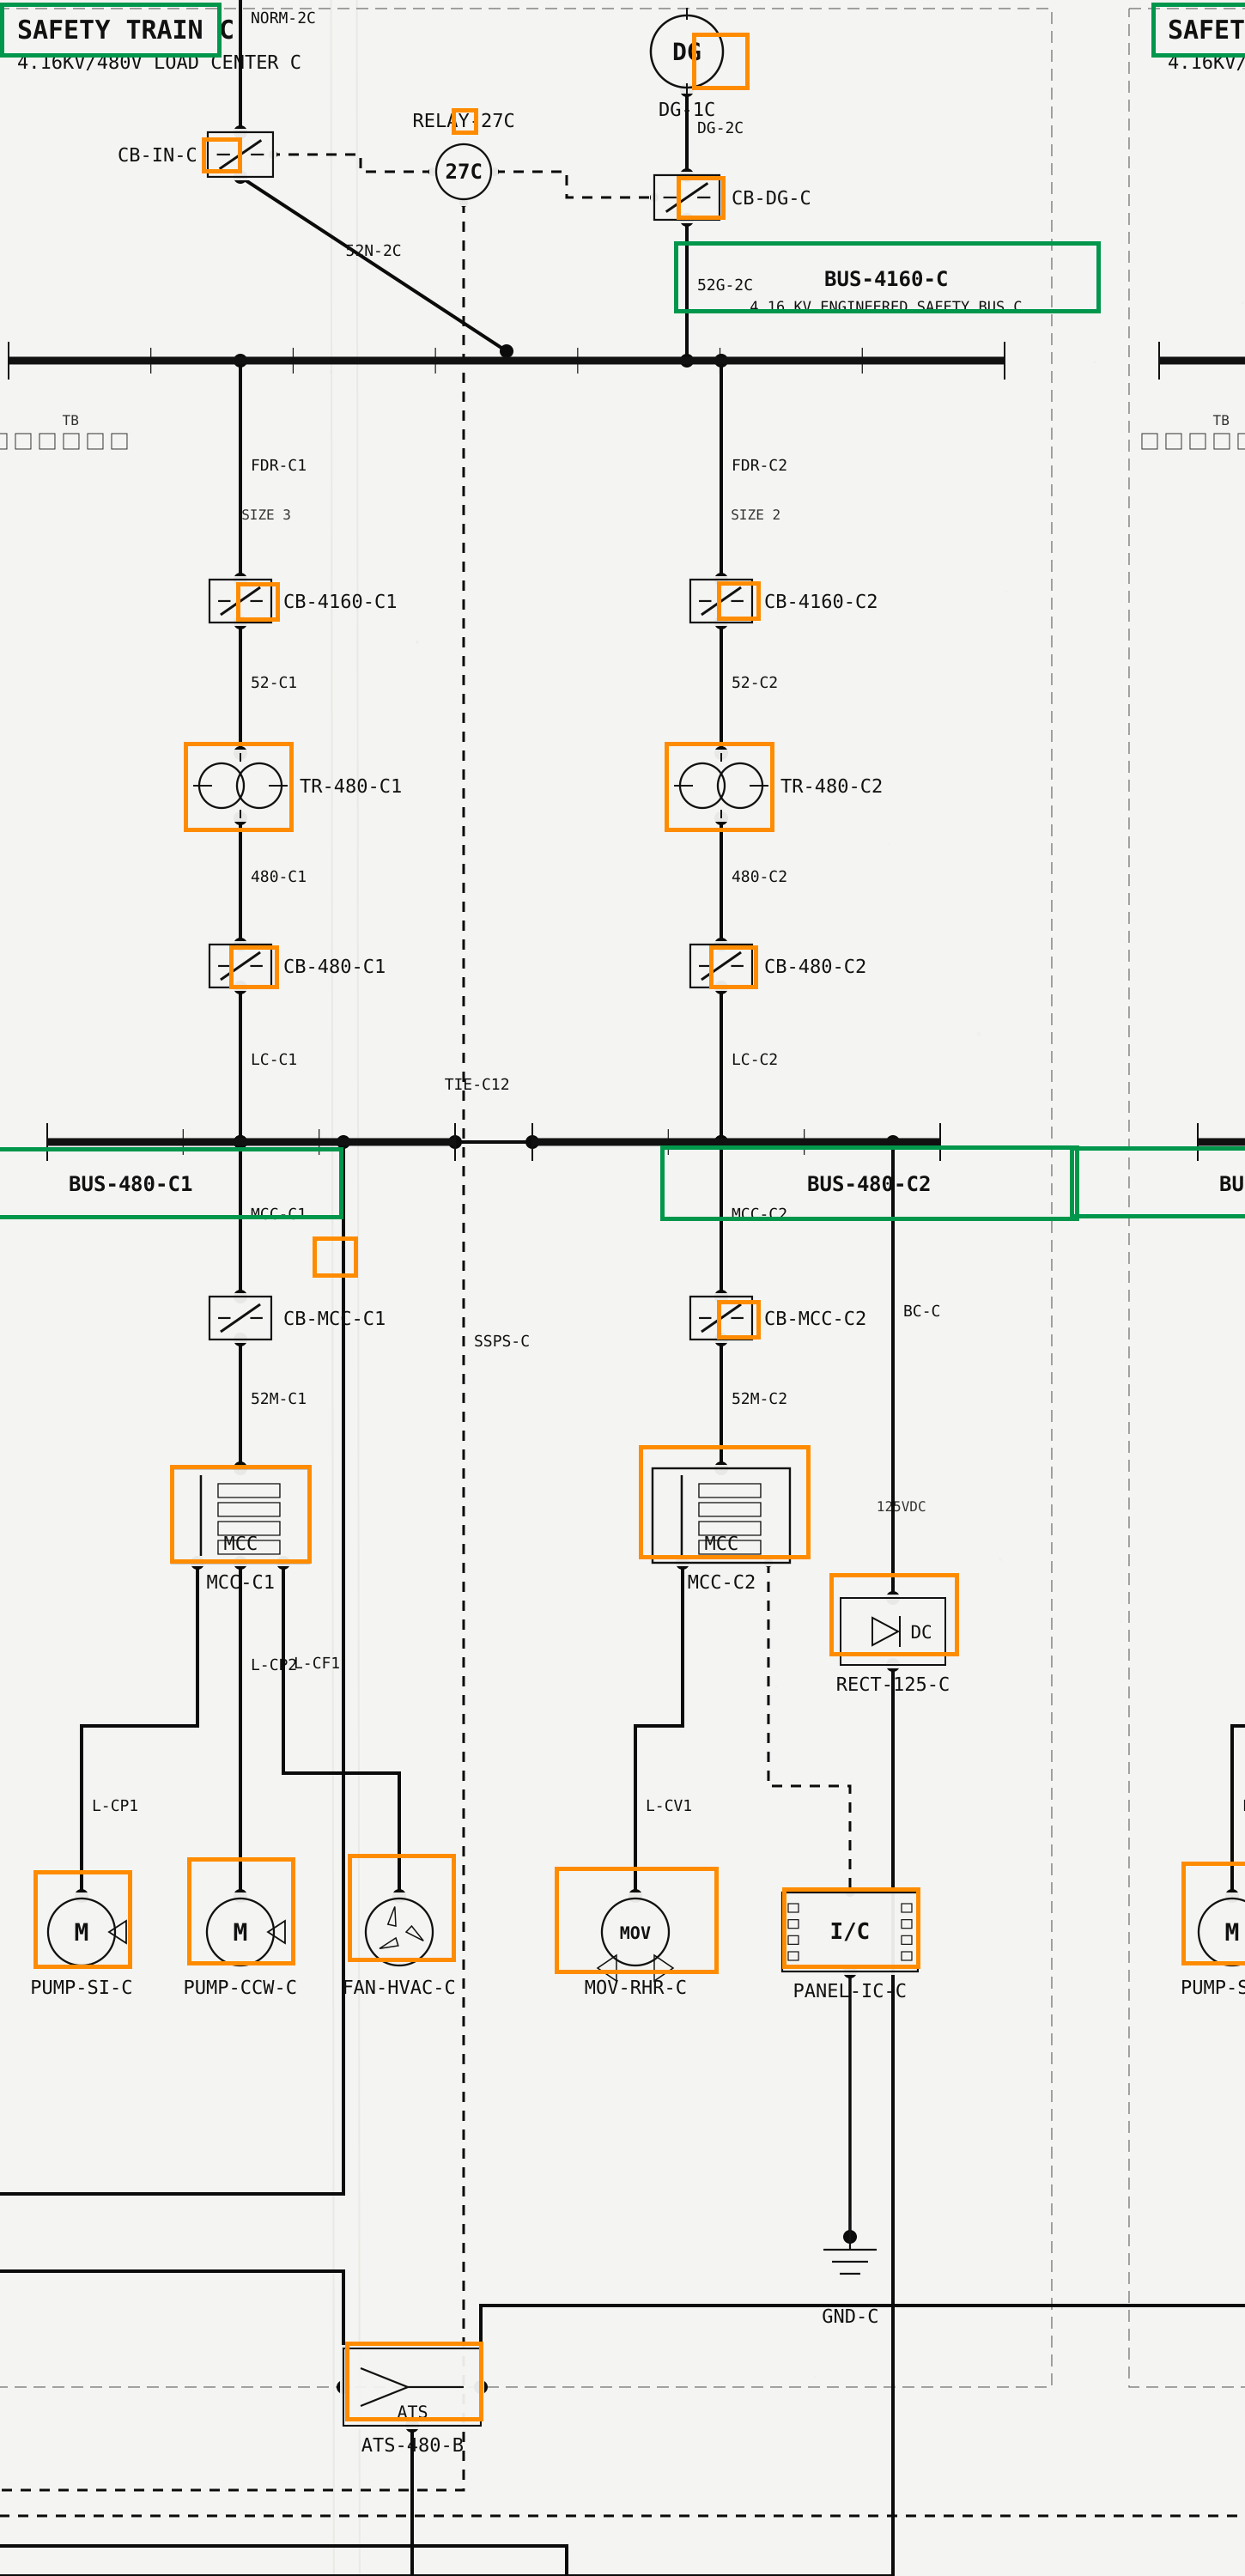 SAFETY TRAIN C
NORM-2C
4.16KV/480V LOAD CENTER C
DG
DG-1C
DG-2C
SAFET
4.16KV/
RELAY-27C
CB-IN-C
27C
CB-DG-C
52N-2C
52G-2C
BUS-4160-C
4.16 KV ENGINEERED SAFETY BUS C
TB
TB
FDR-C1
FDR-C2
SIZE 3
SIZE 2
CB-4160-C1
CB-4160-C2
52-C1
52-C2
TR-480-C1
TR-480-C2
480-C1
480-C2
CB-480-C1
CB-480-C2
LC-C1
LC-C2
TIE-C12
BUS-480-C1
BUS-480-C2
BU
MCC-C1
MCC-C2
CB-MCC-C1
CB-MCC-C2
BC-C
SSPS-C
52M-C1
52M-C2
125VDC
MCC
MCC
MCC-C1
MCC-C2
DC
RECT-125-C
L-CP2
L-CF1
L-CP1
L-CV1
M
M
MOV
I/C
M
PUMP-SI-C
PUMP-CCW-C
FAN-HVAC-C
MOV-RHR-C
PANEL-IC-C
PUMP-S
GND-C
ATS
ATS-480-B